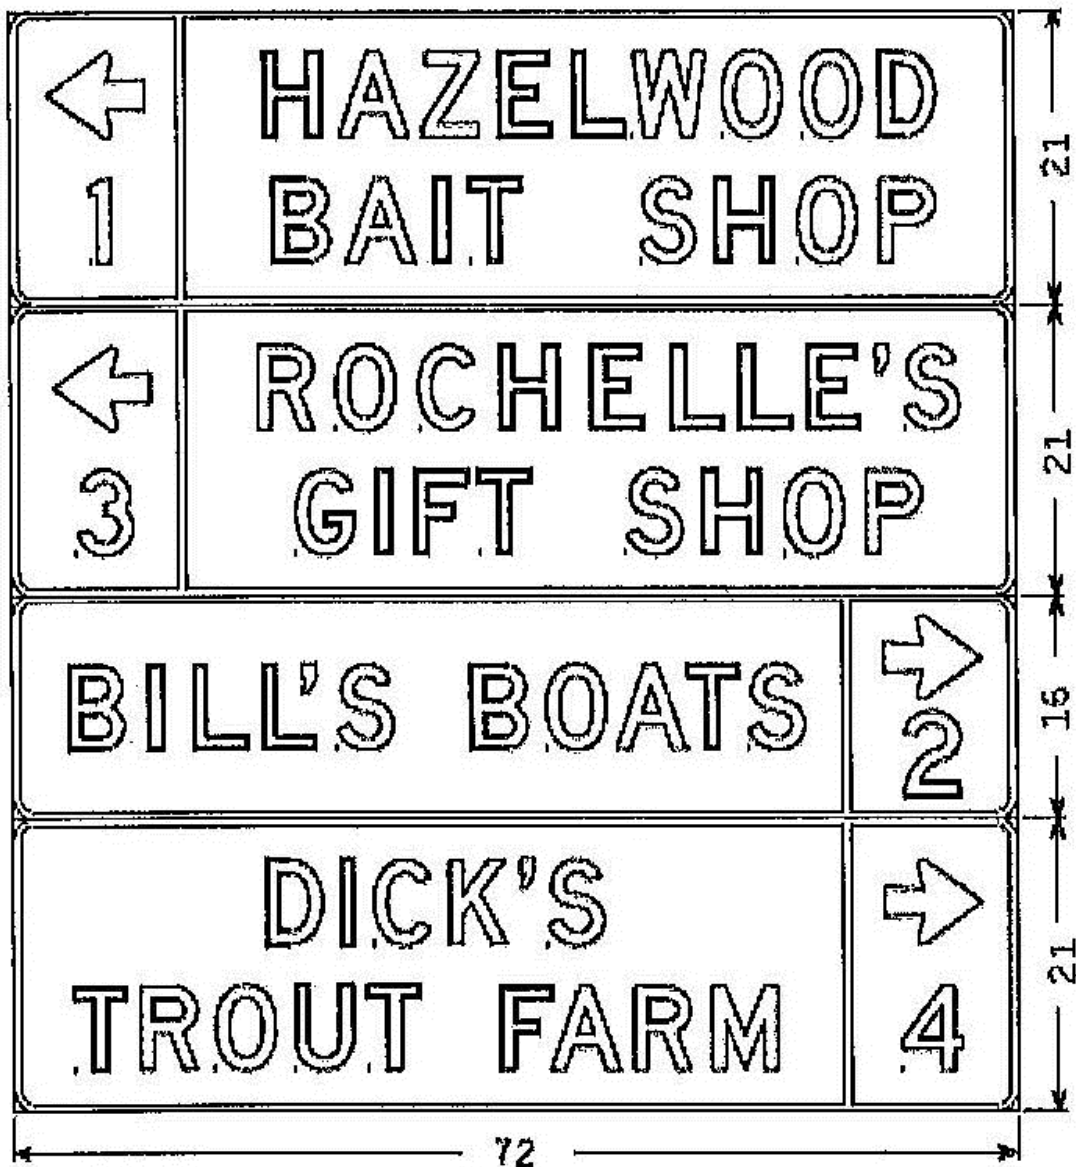 HAZELWOOD
1 BAIT SHOP
21
ROCHELLE'S
3 GIFT SHOP
21
BILL'S BOATS
2
16
DICK'S
TROUT FARM 4
21
72